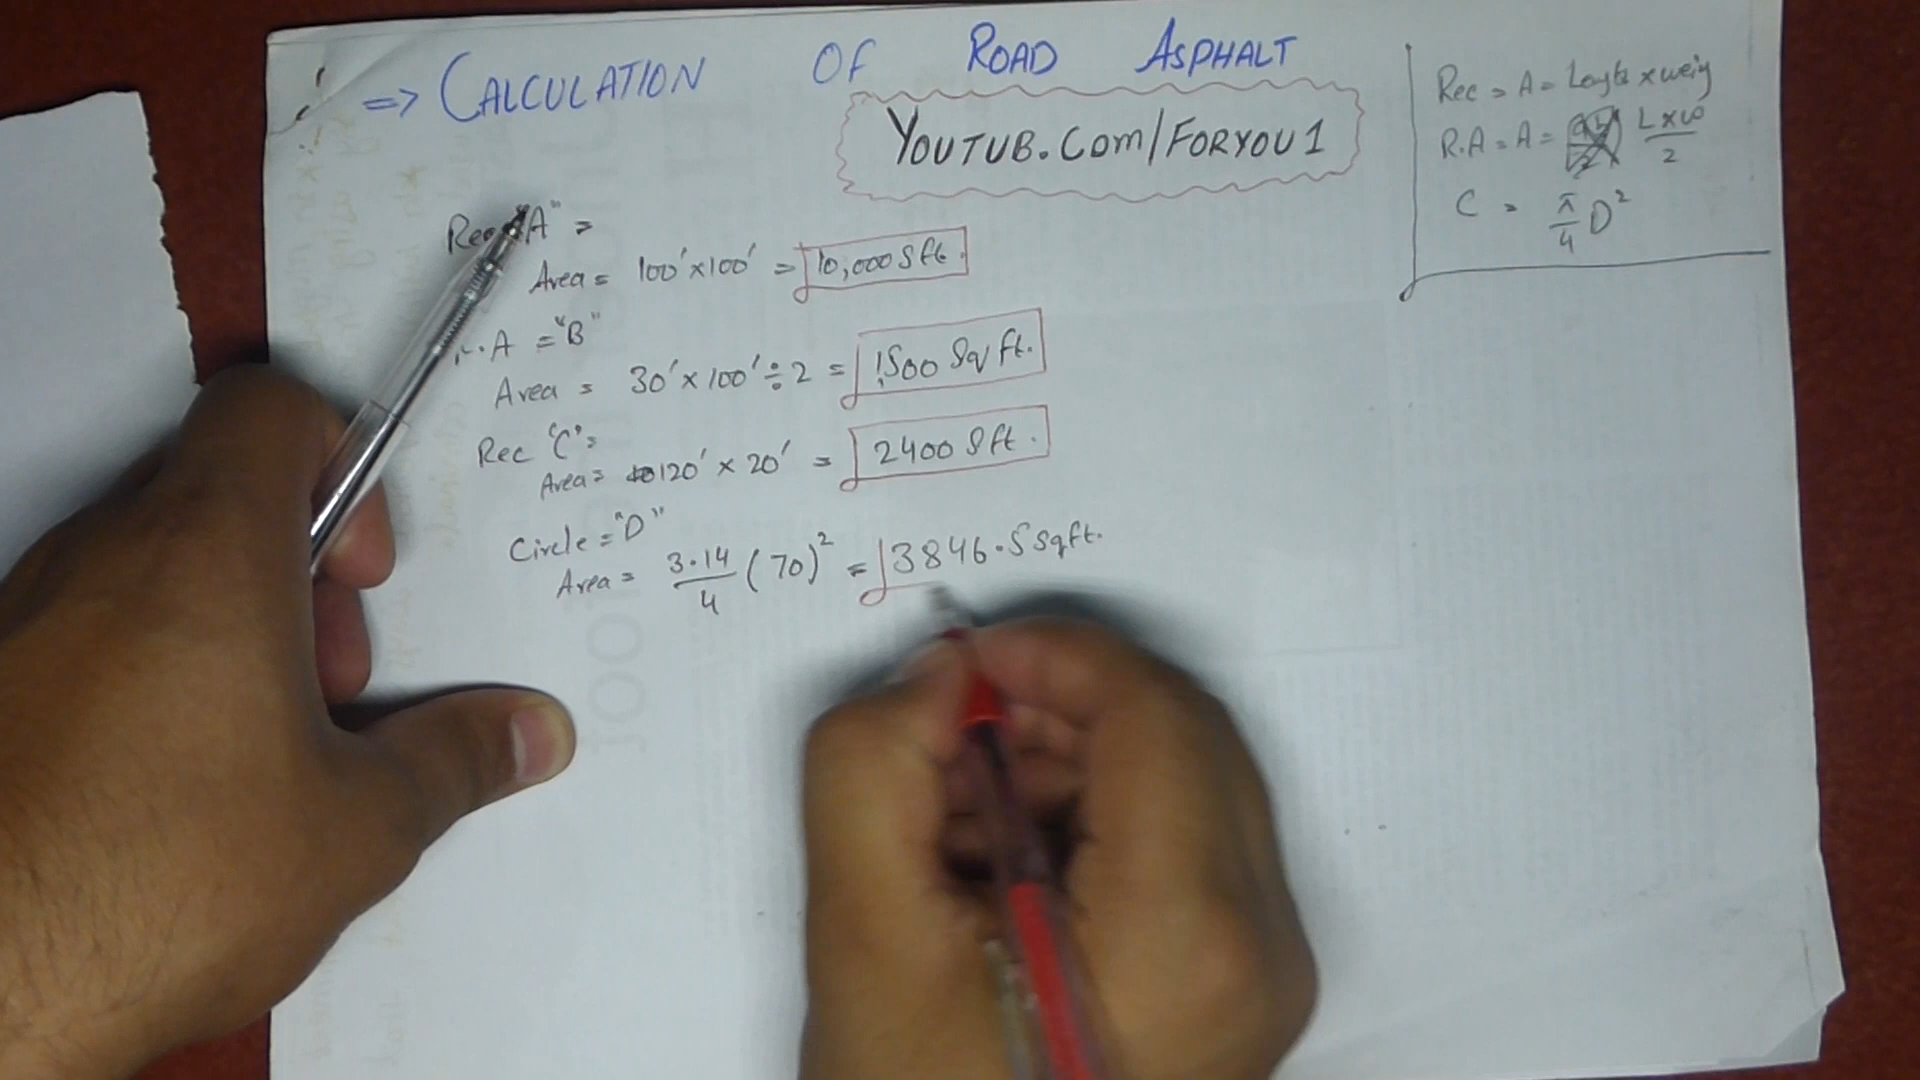 => CALCULATION OF ROAD ASPHALT
YOUTUB.COM/FORYOU1
Rec = A =
R.A = A = L×W/2
C = π/4 D²
Rec "A" =
Area = 100'×100' = 10,000 Sft.
A = "B"
Area = 30'×100'÷2 = 1500 Sq ft.
Rec "C" =
Area = 120' × 20' = 2400 Sft.
Circle = "D"
Area = 3.14/4 (70)² = 3846.5 Sqft.